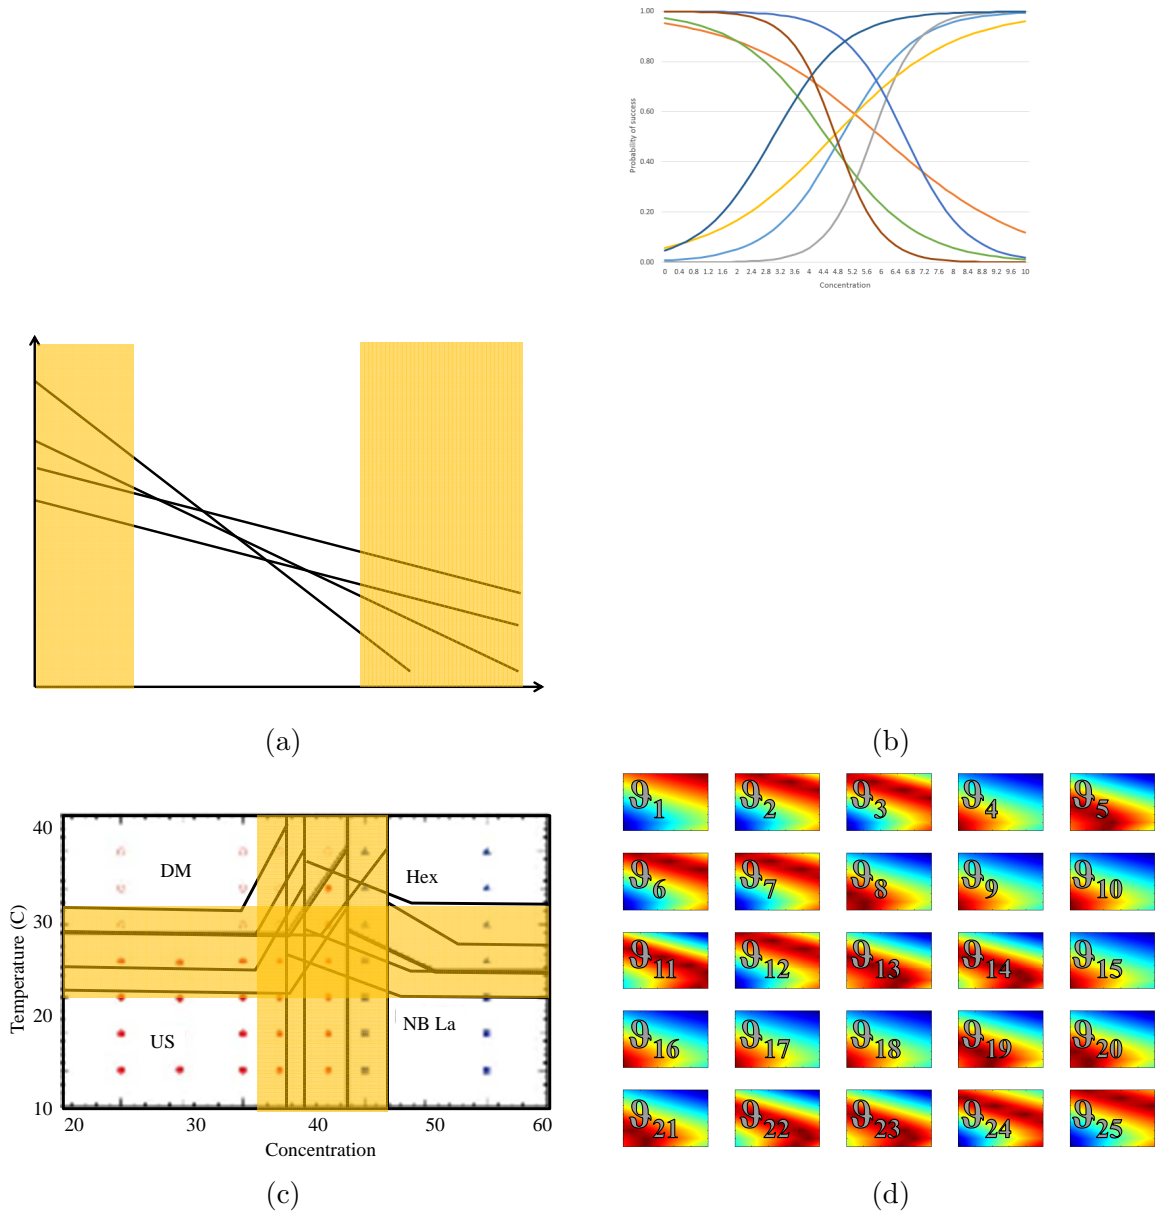 1.00
0.80
0.60
0.40
0.20
0.00
Probability of success
0 0.4 0.8 1.2 1.6 2 2.4 2.8 3.2 3.6 4 4.4 4.8 5.2 5.6 6 6.4 6.8 7.2 7.6 8 8.4 8.8 9.2 9.6 10
Concentration
(a)
(b)
40
30
20
10
Temperature (C)
DM
Hex
US
NB La
20 30 40 50 60
Concentration
(c)
ϑ1 ϑ2 ϑ3 ϑ4 ϑ5
ϑ6 ϑ7 ϑ8 ϑ9 ϑ10
ϑ11 ϑ12 ϑ13 ϑ14 ϑ15
ϑ16 ϑ17 ϑ18 ϑ19 ϑ20
ϑ21 ϑ22 ϑ23 ϑ24 ϑ25
(d)